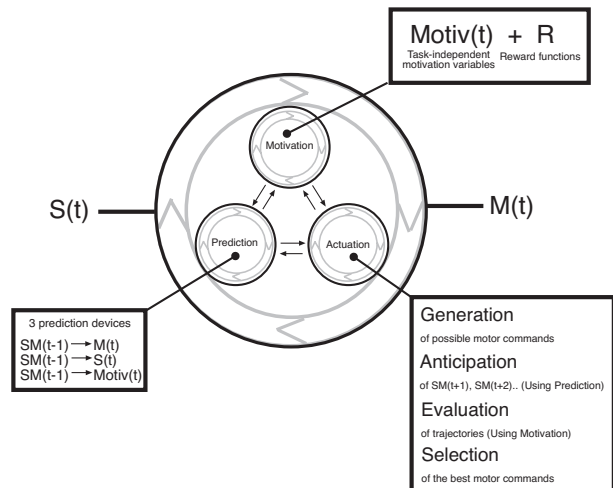 Motiv(t) + R
Task-independent motivation variables
Reward functions
Motivation
S(t)
M(t)
Prediction
Actuation
3 prediction devices
SM(t-1) → M(t)
SM(t-1) → S(t)
SM(t-1) → Motiv(t)
Generation
of possible motor commands
Anticipation
of SM(t+1), SM(t+2).. (Using Prediction)
Evaluation
of trajectories (Using Motivation)
Selection
of the best motor commands